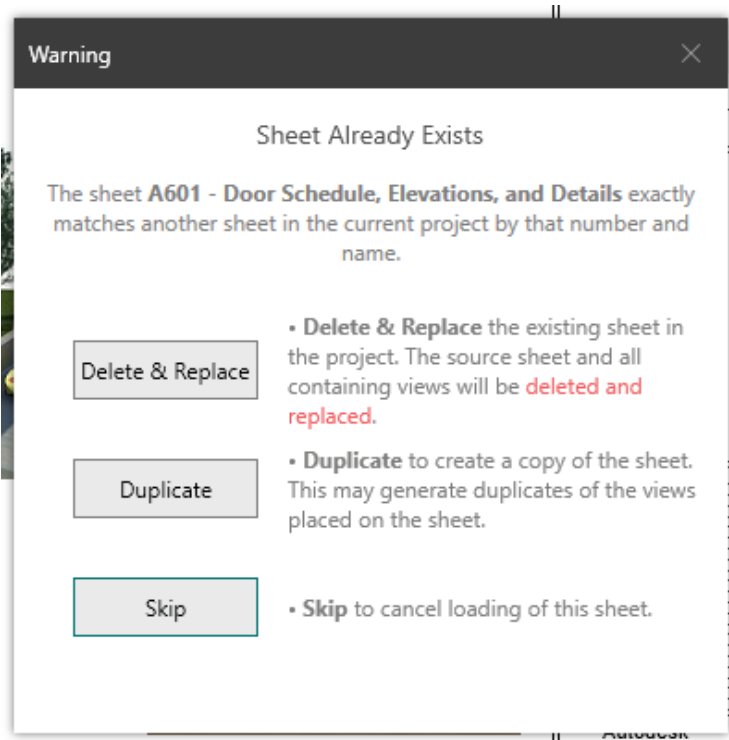 Warning
Sheet Already Exists
The sheet A601 - Door Schedule, Elevations, and Details exactly
matches another sheet in the current project by that number and
name.
Delete & Replace
• Delete & Replace the existing sheet in
the project. The source sheet and all
containing views will be deleted and
replaced.
Duplicate
• Duplicate to create a copy of the sheet.
This may generate duplicates of the views
placed on the sheet.
Skip
• Skip to cancel loading of this sheet.
Autodesk